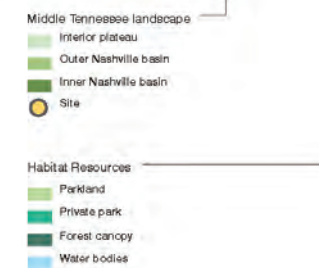 Middle Tennessee landscape
Interior plateau
Outer Nashville basin
Inner Nashville basin
Site
Habitat Resources
Parkland
Private park
Forest canopy
Water bodies